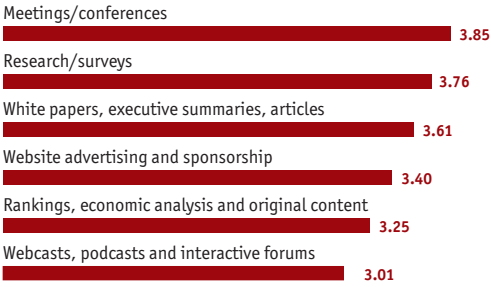 Meetings/conferences
3.85
Research/surveys
3.76
White papers, executive summaries, articles
3.61
Website advertising and sponsorship
3.40
Rankings, economic analysis and original content
3.25
Webcasts, podcasts and interactive forums
3.01